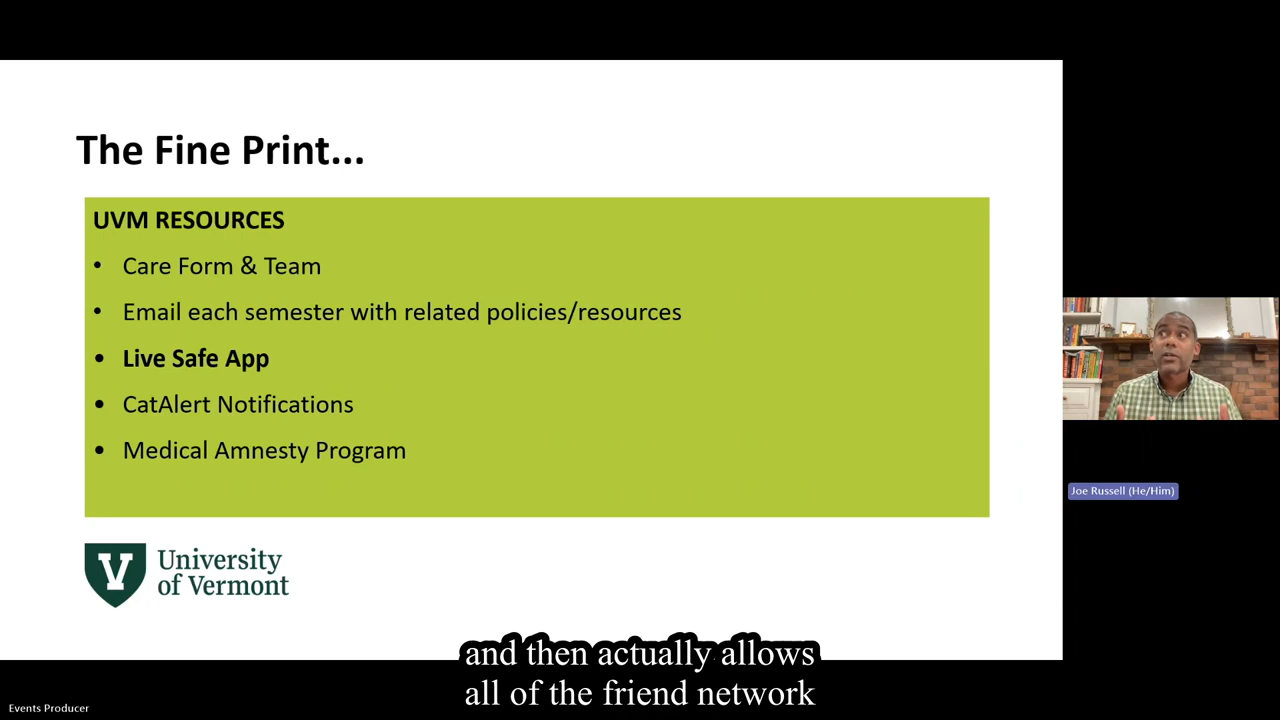 The Fine Print...
UVM RESOURCES
• Care Form & Team
• Email each semester with related policies/resources
• Live Safe App
• CatAlert Notifications
• Medical Amnesty Program
V
University
of Vermont
Joe Russell (He/Him)
and then actually allows
all of the friend network
Events Producer